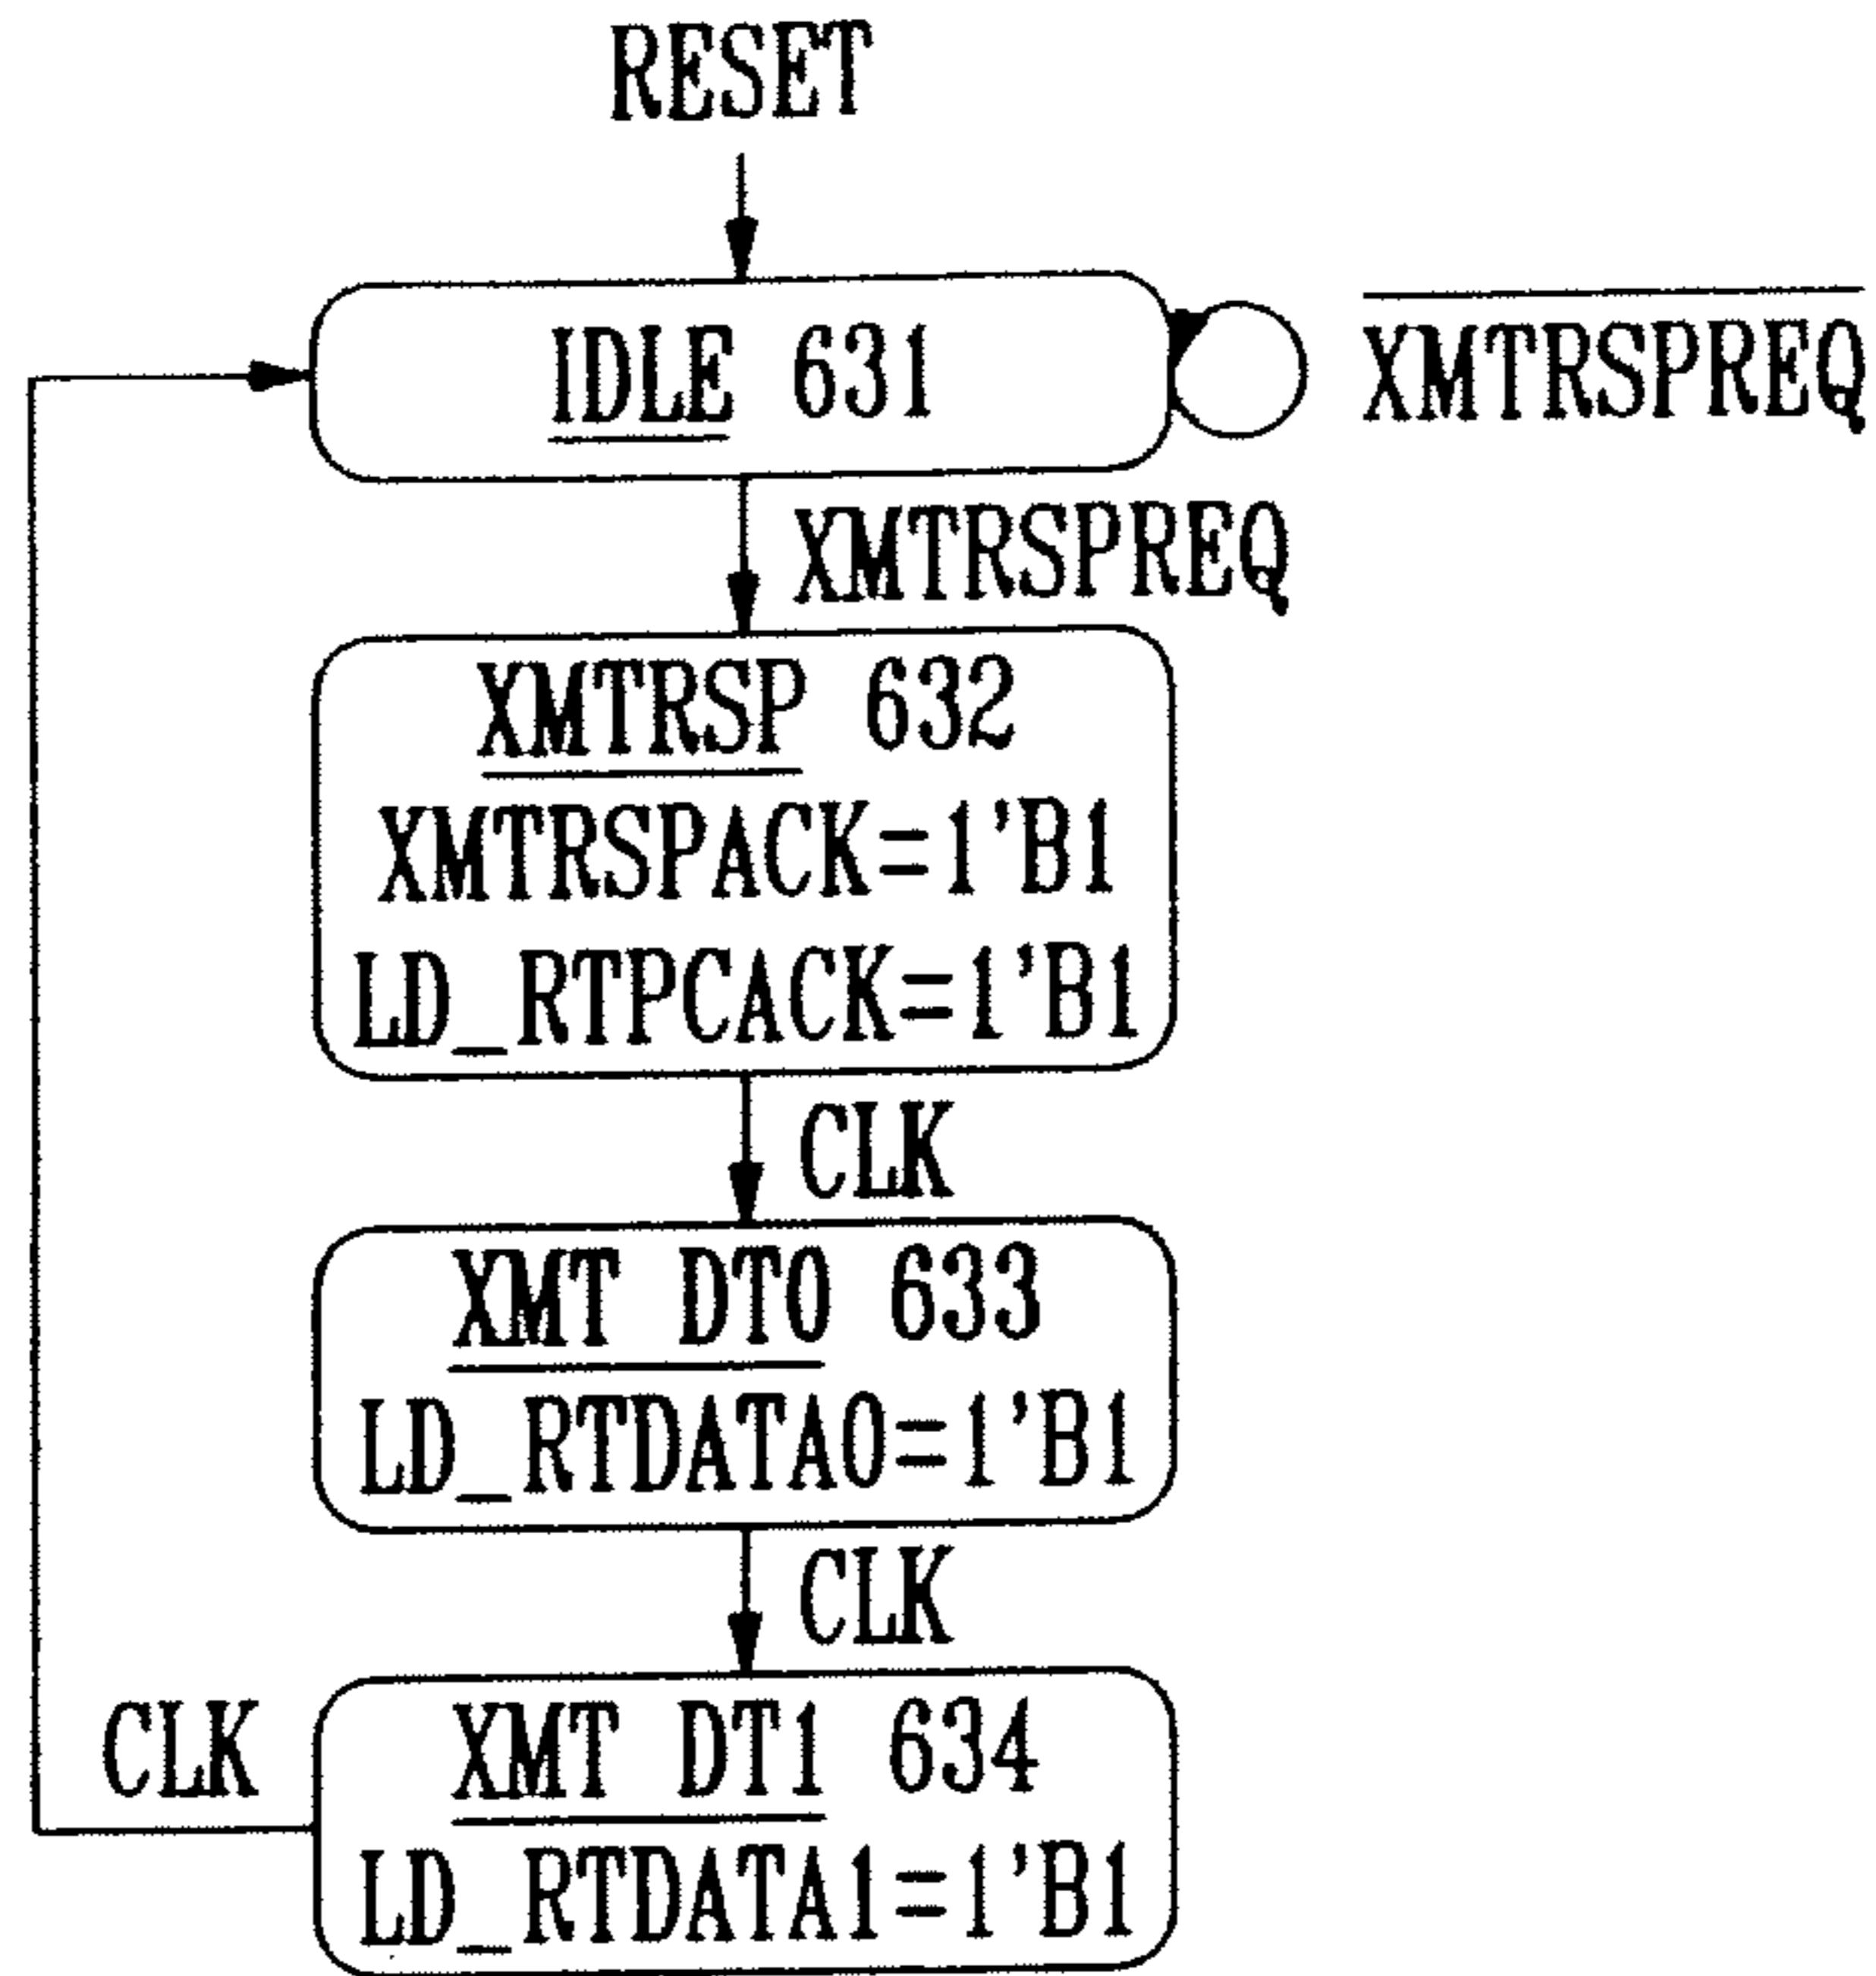 RESET
IDLE 631
XMTRSPREQ
XMTRSPREQ
XMTRSP 632
XMTRSPACK=1'B1
LD_RTPCACK=1'B1
CLK
XMT DT0 633
LD_RTDATA0=1'B1
CLK
CLK
XMT DT1 634
LD_RTDATA1=1'B1